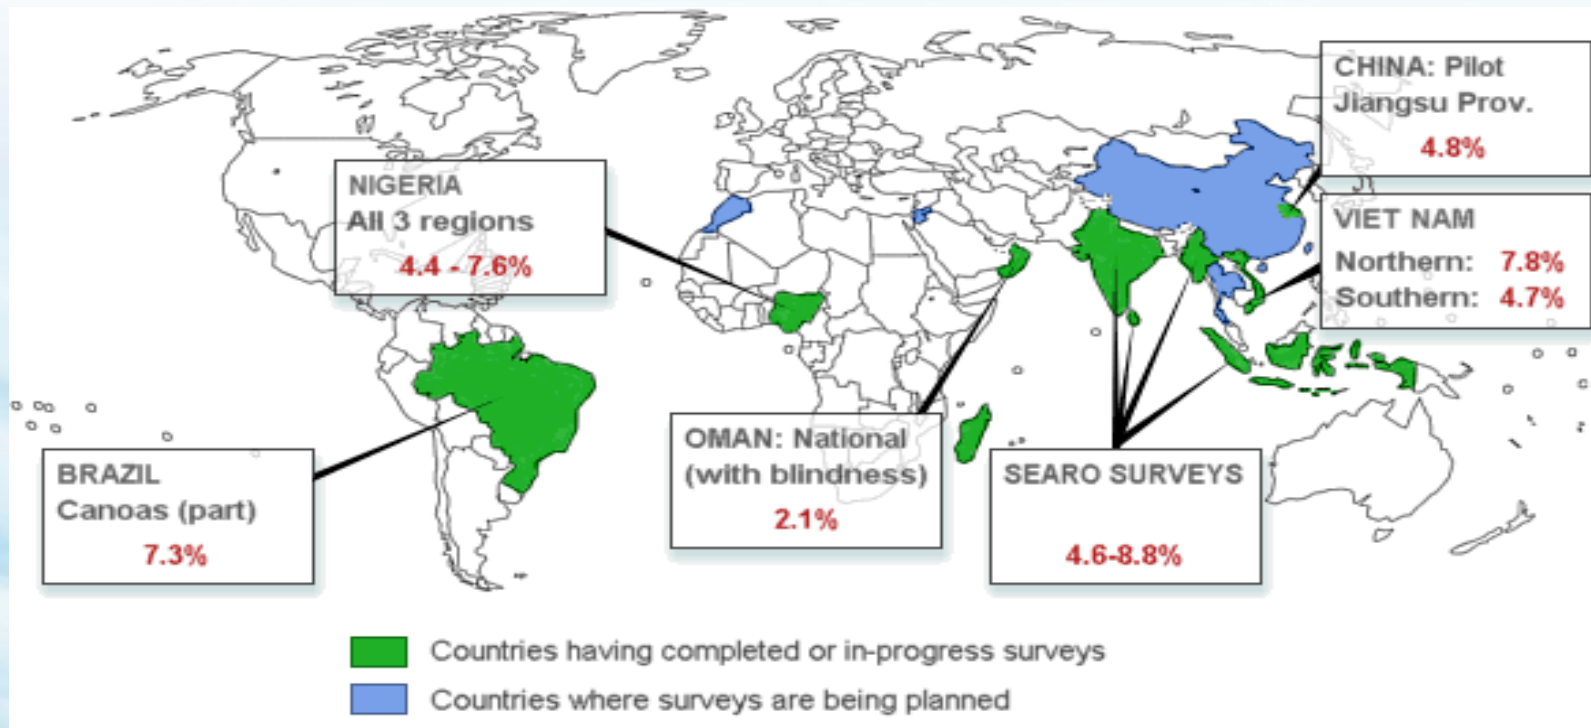 CHINA: Pilot
Jiangsu Prov.
4.8%
NIGERIA
All 3 regions
4.4 - 7.6%
VIET NAM
Northern: 7.8%
Southern: 4.7%
BRAZIL
Canoas (part)
7.3%
OMAN: National
(with blindness)
2.1%
SEARO SURVEYS
4.6-8.8%
Countries having completed or in-progress surveys
Countries where surveys are being planned